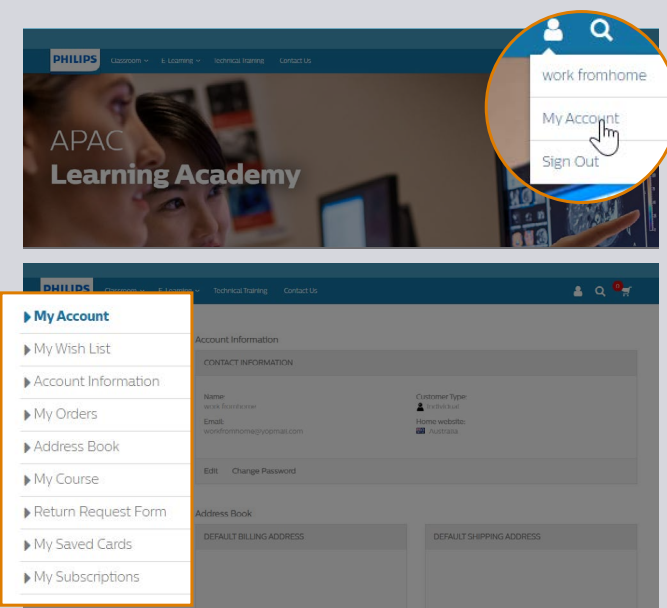 PHILIPS Classroom E-Learning Technical Training Contact Us
work fromhome
My Account
Sign Out
APAC
Learning Academy
PHILIPS Classroom E-Learning Technical Training Contact Us
My Account
My Wish List
Account Information
My Orders
Address Book
My Course
Return Request Form
My Saved Cards
My Subscriptions
Account Information
CONTACT INFORMATION
Name:
work fromhome
Email:
workfromhome@yopmail.com
Customer Type:
Individual
Home website:
Australia
Edit Change Password
Address Book
DEFAULT BILLING ADDRESS
DEFAULT SHIPPING ADDRESS